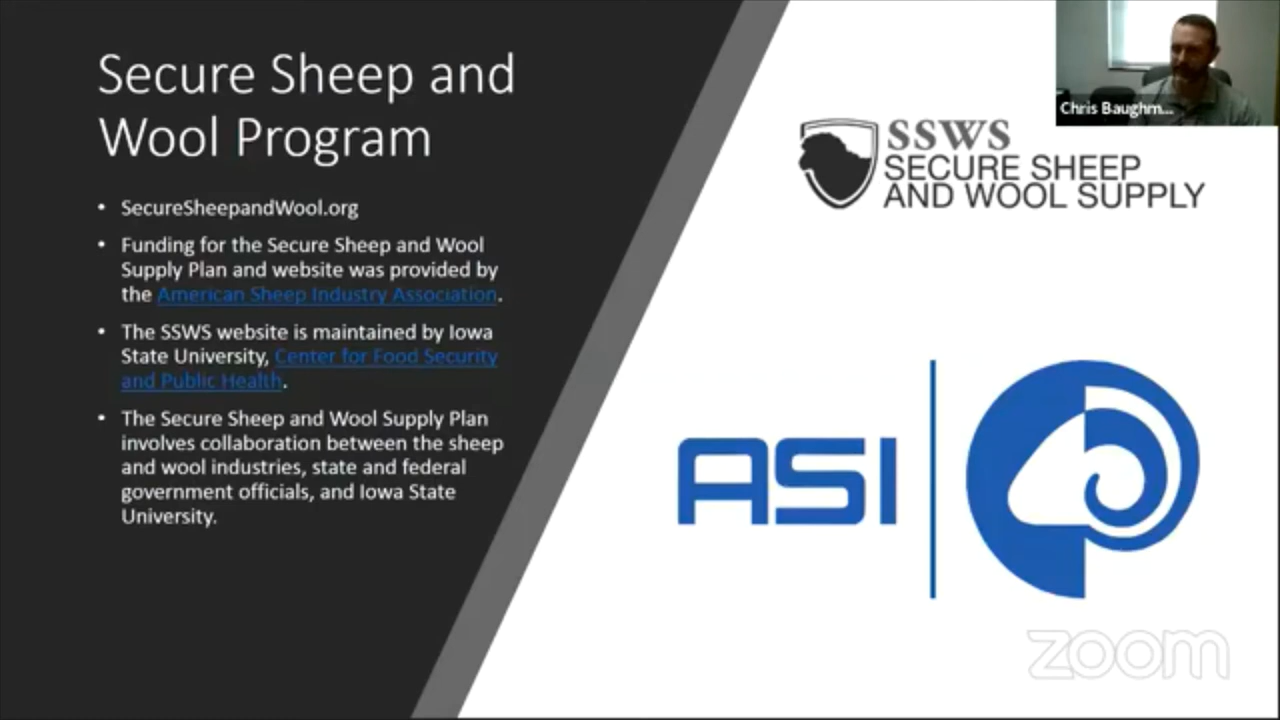 Secure Sheep and
Wool Program
• SecureSheepandWool.org
• Funding for the Secure Sheep and Wool
Supply Plan and website was provided by
the American Sheep Industry Association.
• The SSWS website is maintained by Iowa
State University, Center for Food Security
and Public Health.
• The Secure Sheep and Wool Supply Plan
involves collaboration between the sheep
and wool industries, state and federal
government officials, and Iowa State
University.
Chris Baughm...
SSWS
SECURE SHEEP
AND WOOL SUPPLY
ASI
zoom